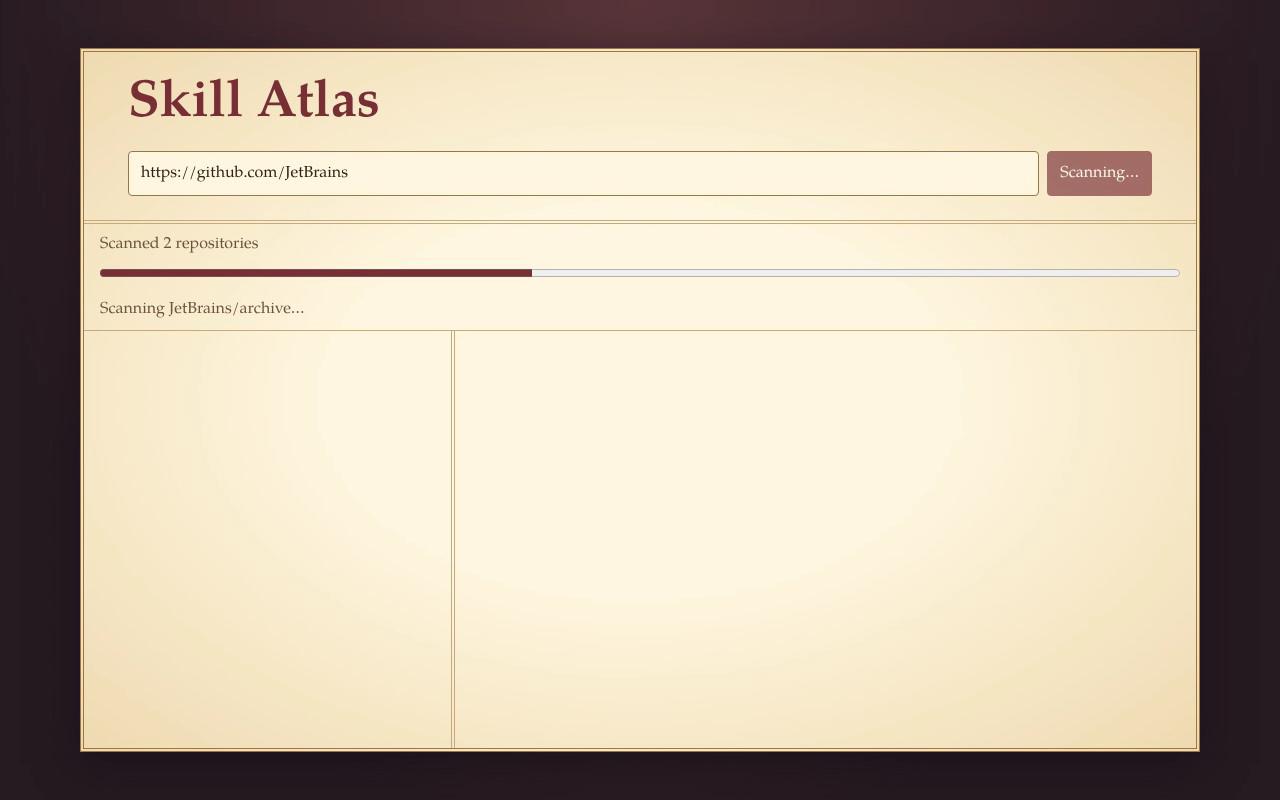 Skill Atlas
https://github.com/JetBrains
Scanning…
Scanned 2 repositories
Scanning JetBrains/archive…